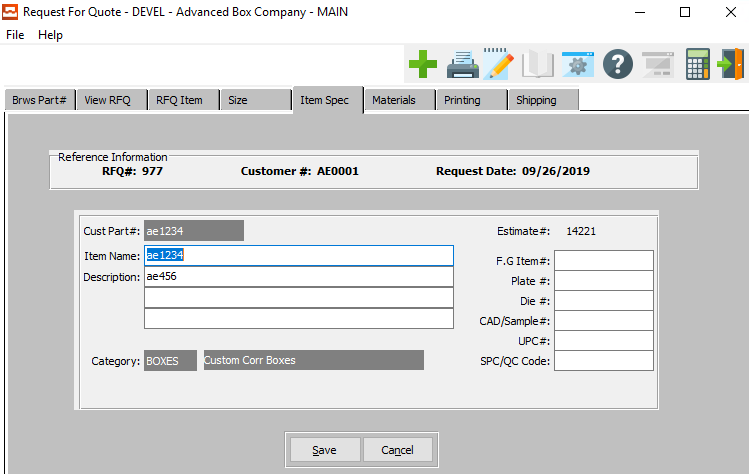 Request For Quote - DEVEL - Advanced Box Company - MAIN
File Help
Brws Part# View RFQ RFQ Item Size Item Spec Materials Printing Shipping
Reference Information
RFQ#: 977 Customer #: AE0001 Request Date: 09/26/2019
Cust Part#: ae1234 Estimate#: 14221
Item Name: ae1234 F.G Item#:
Description: ae456 Plate #:
Die #:
CAD/Sample#:
UPC#:
Category: BOXES Custom Corr Boxes SPC/QC Code:
Save Cancel